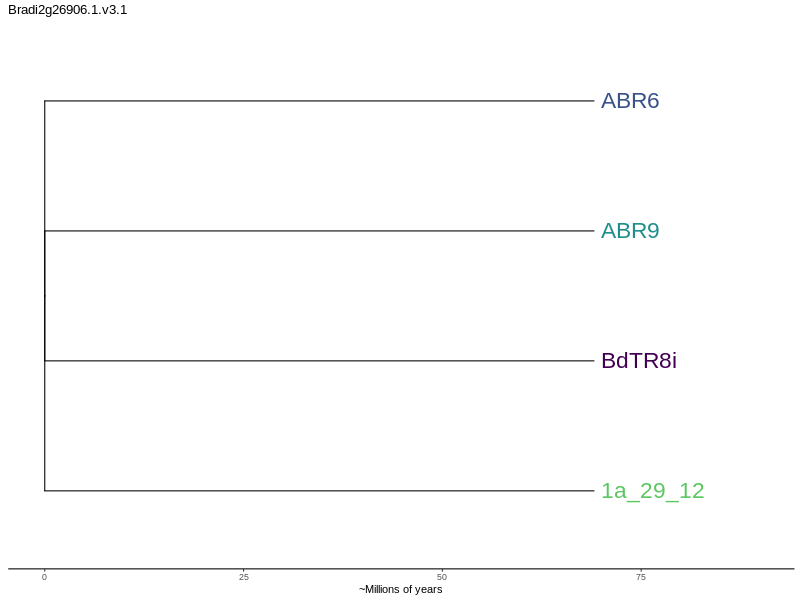 Bradi2g26906.1.v3.1
ABR6
ABR9
BdTR8i
1a_29_12
0 25 50 75
~Millions of years